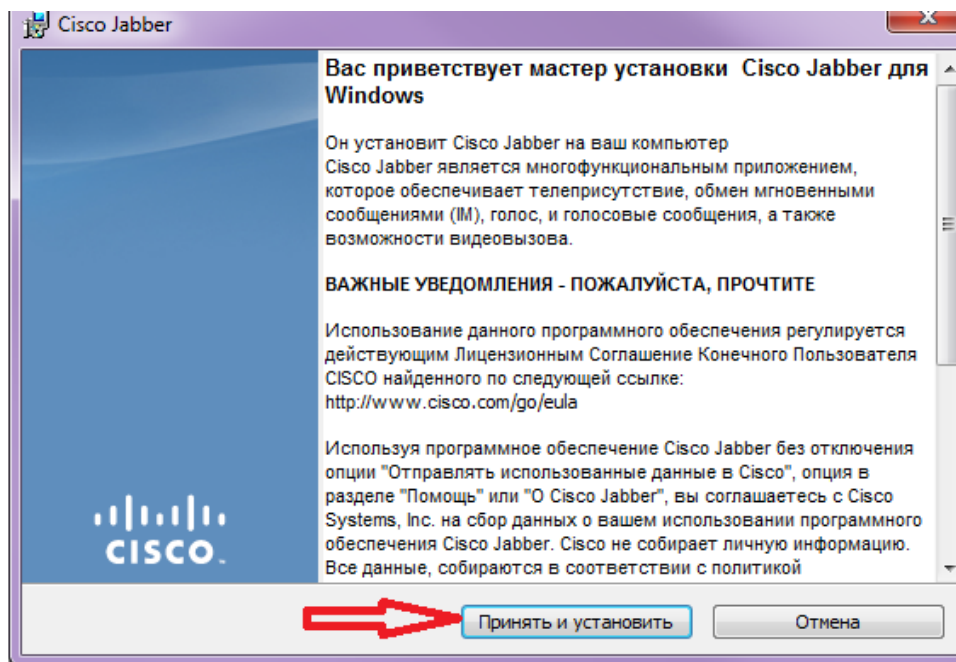 Cisco Jabber
Вас приветствует мастер установки Cisco Jabber для
Windows
Он установит Cisco Jabber на ваш компьютер
Cisco Jabber является многофункциональным приложением,
которое обеспечивает телеприсутствие, обмен мгновенными
сообщениями (IM), голос, и голосовые сообщения, а также
возможности видеовызова.
ВАЖНЫЕ УВЕДОМЛЕНИЯ - ПОЖАЛУЙСТА, ПРОЧТИТЕ
Использование данного программного обеспечения регулируется
действующим Лицензионным Соглашение Конечного Пользователя
CISCO найденного по следующей ссылке:
http://www.cisco.com/go/eula
Используя программное обеспечение Cisco Jabber без отключения
опции "Отправлять использованные данные в Cisco", опция в
разделе "Помощь" или "О Cisco Jabber", вы соглашаетесь с Cisco
Systems, Inc. на сбор данных о вашем использовании программного
обеспечения Cisco Jabber. Cisco не собирает личную информацию.
Все данные, собираются в соответствии с политикой
CISCO
Принять и установить
Отмена